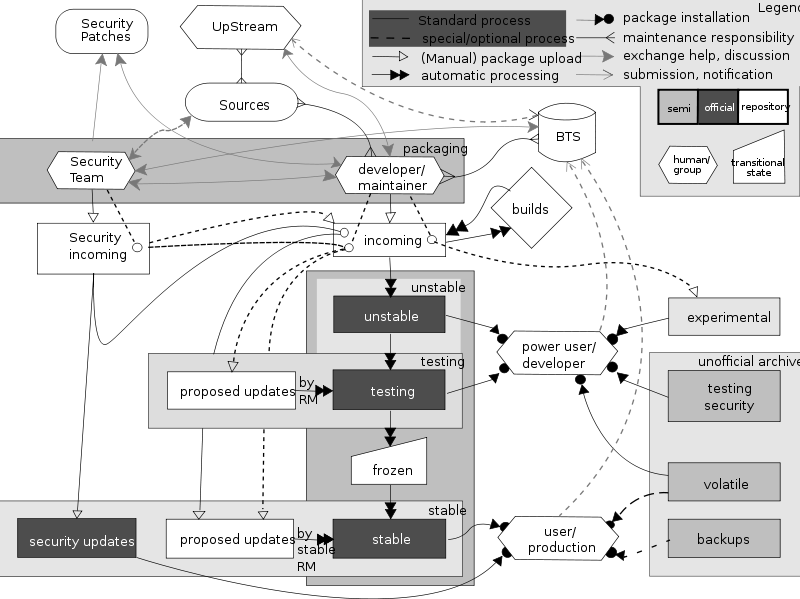 Security
Patches
UpStream
Sources
Legend
Standard process
special/optional process
(Manual) package upload
automatic processing
package installation
maintenance responsibility
exchange help, discussion
submission, notification
semi
official
repository
human/
group
transitional
state
BTS
packaging
Security
Team
developer/
maintainer
builds
Security
incoming
incoming
unstable
unstable
experimental
power user/
developer
testing
unofficial archive
proposed updates
by
RM
testing
testing
security
frozen
volatile
stable
security updates
proposed updates
by
stable
RM
stable
user/
production
backups